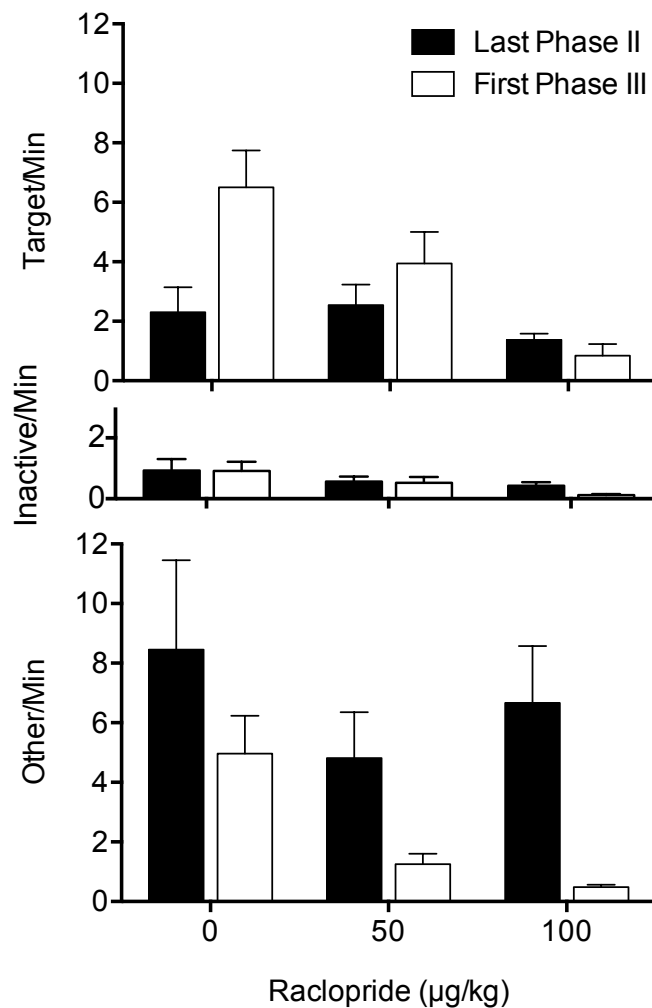 Last Phase II
First Phase III
Target/Min
12
10
8
6
4
2
0
Inactive/Min
2
0
Other/Min
12
10
8
6
4
2
0
0 50 100
Raclopride (µg/kg)